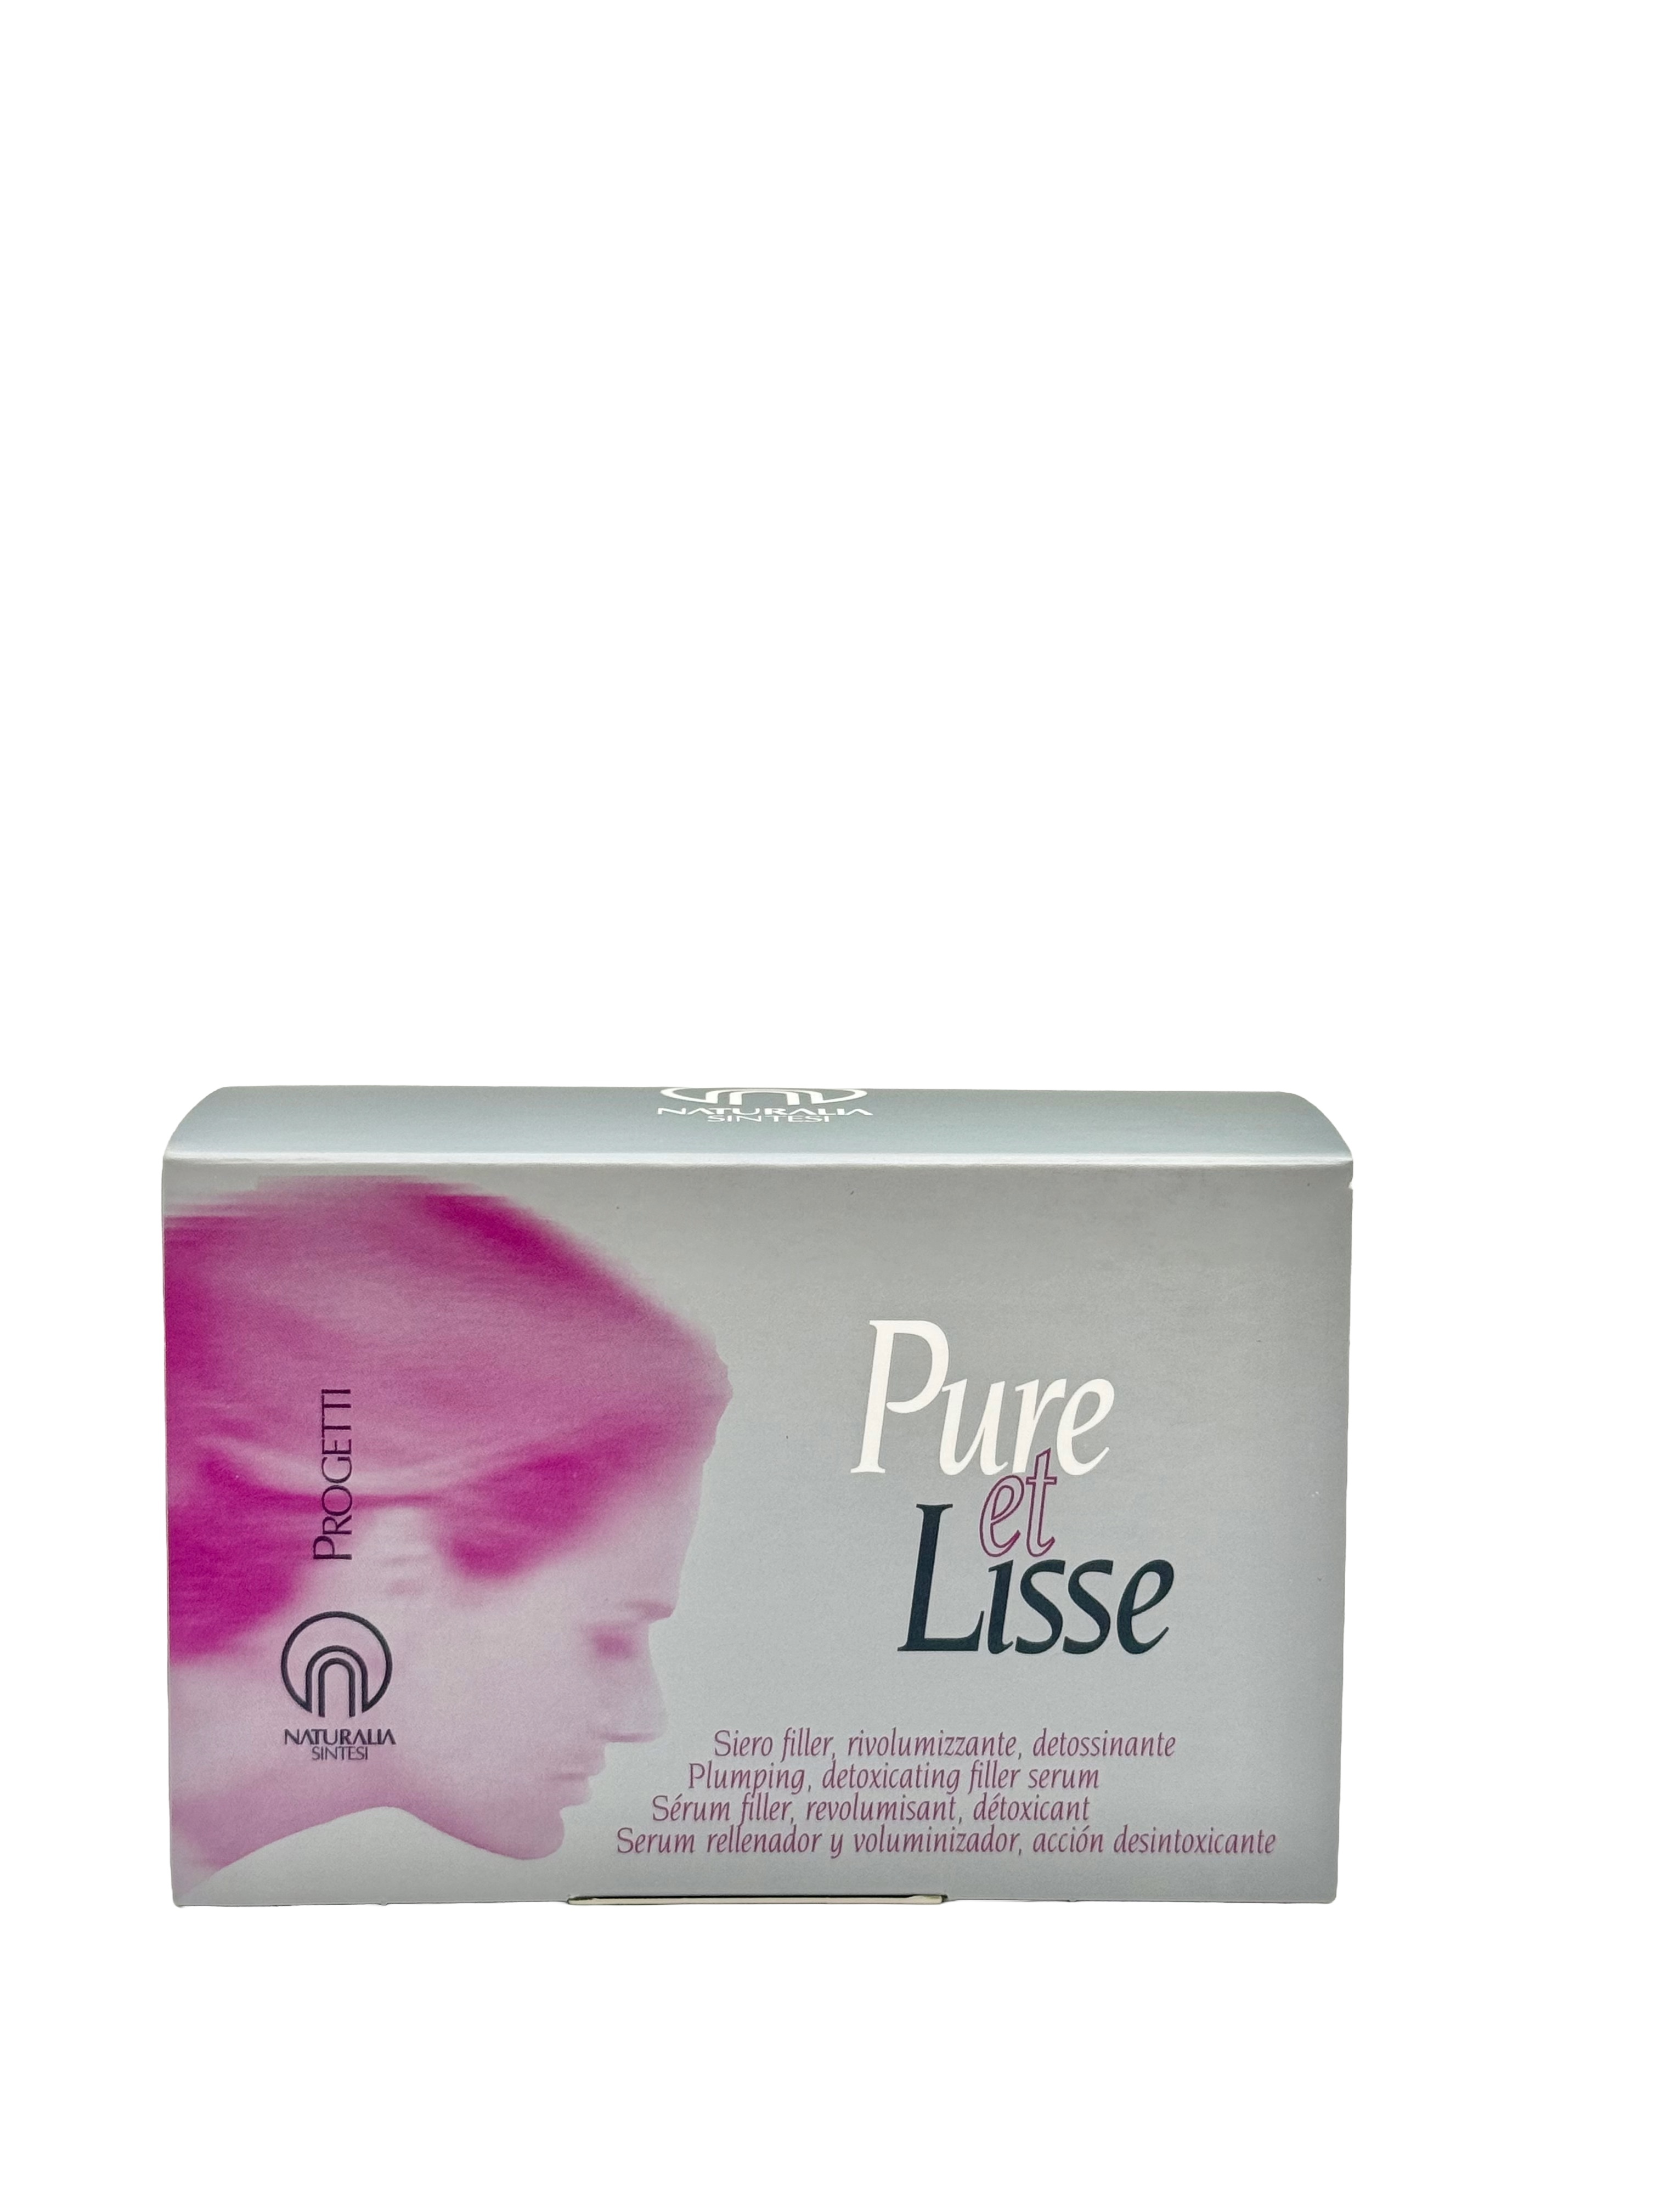 NATURALIA
SINTESI
PROGETTI
NATURALIA
SINTESI
Pure
et
Lisse
Siero filler, rivolumizzante, detossinante
Plumping, detoxicating filler serum
Sérum filler, revolumisant, détoxicant
Serum rellenador y voluminizador, acción desintoxicante